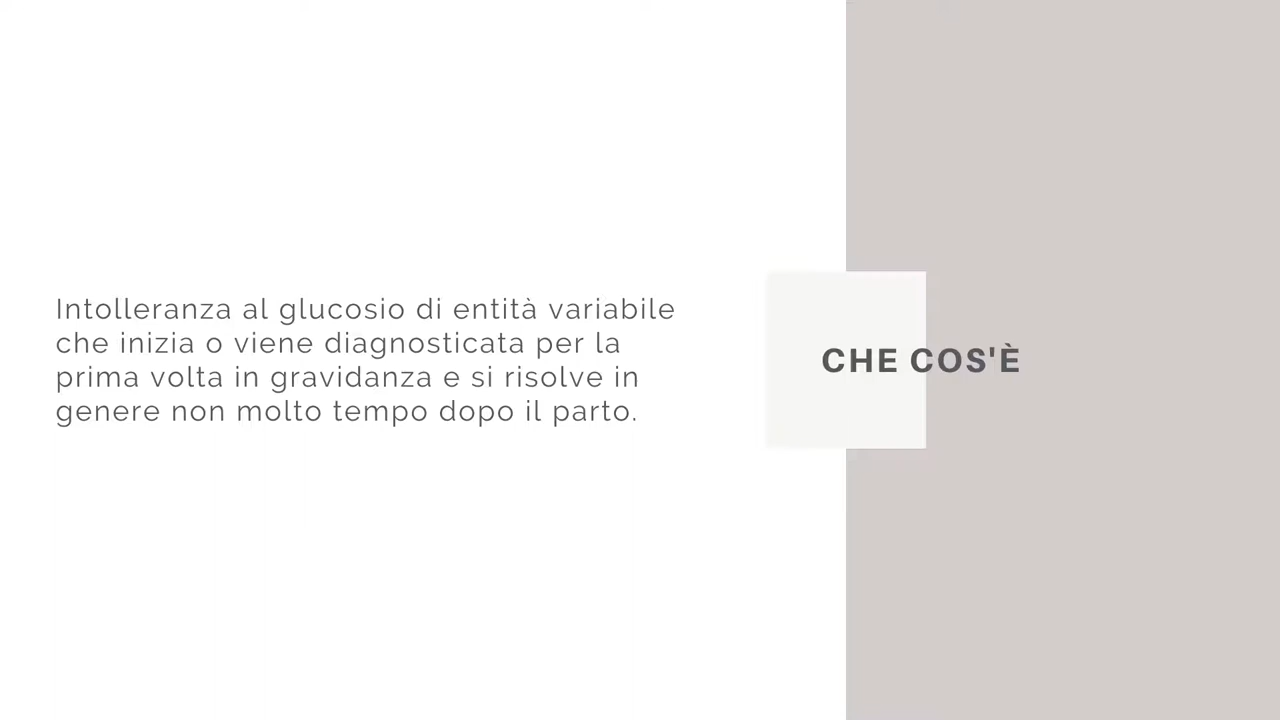 Intolleranza al glucosio di entità variabile
che inizia o viene diagnosticata per la
prima volta in gravidanza e si risolve in
genere non molto tempo dopo il parto.
CHE COS'È